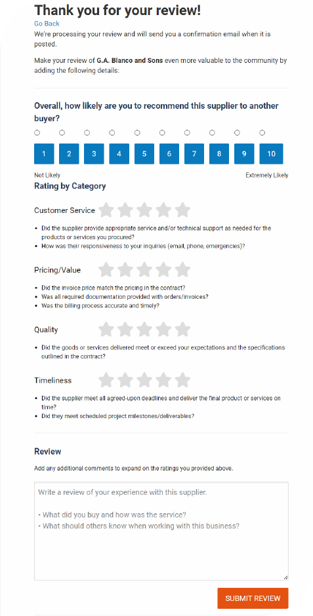 Thank you for your review!
Go Back
We're processing your review and will send you a confirmation email when it is
posted.
Make your review of G.A. Blanco and Sons even more valuable to the community by
adding the following details:
Overall, how likely are you to recommend this supplier to another
buyer?
1 2 3 4 5 6 7 8 9 10
Not Likely Extremely Likely
Rating by Category
Customer Service
• Did the supplier provide appropriate service and/or technical support as needed for the
products or services you procured?
• How was their responsiveness to your inquiries (email, phone, emergencies)?
Pricing/Value
• Did the invoice price match the pricing in the contract?
• Was all required documentation provided with orders/invoices?
• Was the billing process accurate and timely?
Quality
• Did the goods or services delivered meet or exceed your expectations and the specifications
outlined in the contract?
Timeliness
• Did the supplier meet all agreed-upon deadlines and deliver the final product or services on
time?
• Did they meet scheduled project milestones/deliverables?
Review
Add any additional comments to expand on the ratings you provided above.
Write a review of your experience with this supplier.
• What did you buy and how was the service?
• What should others know when working with this business?
SUBMIT REVIEW